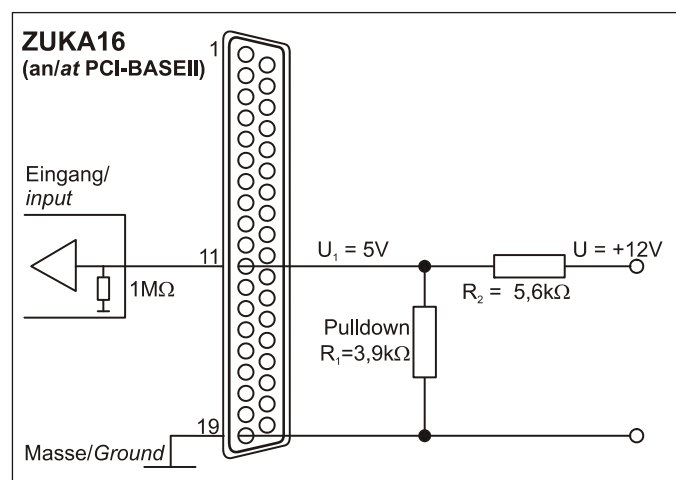 ZUKA16
(an/at PCI-BASEII)
1
Eingang/
input
11
U₁ = 5V
U = +12V
1MΩ
R₂ = 5,6kΩ
Pulldown
R₁=3,9kΩ
19
Masse/Ground